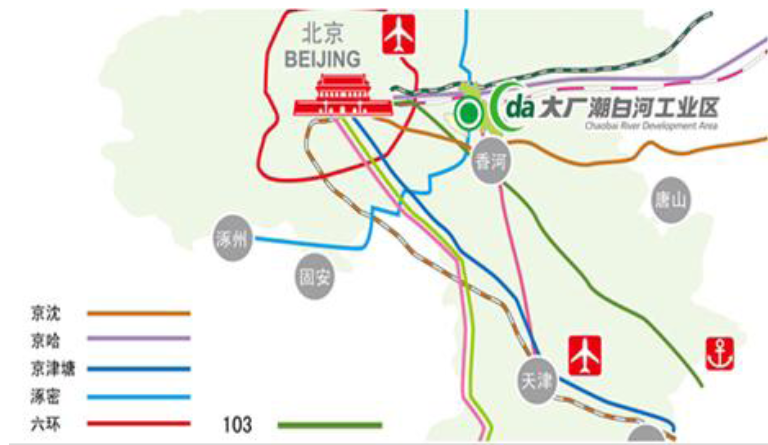 北京
BEIJING
da 大厂潮白河工业区
Chaobai River Development Area
香河
唐山
涿州
固安
天津
京沈
京哈
京津塘
涿密
六环
103